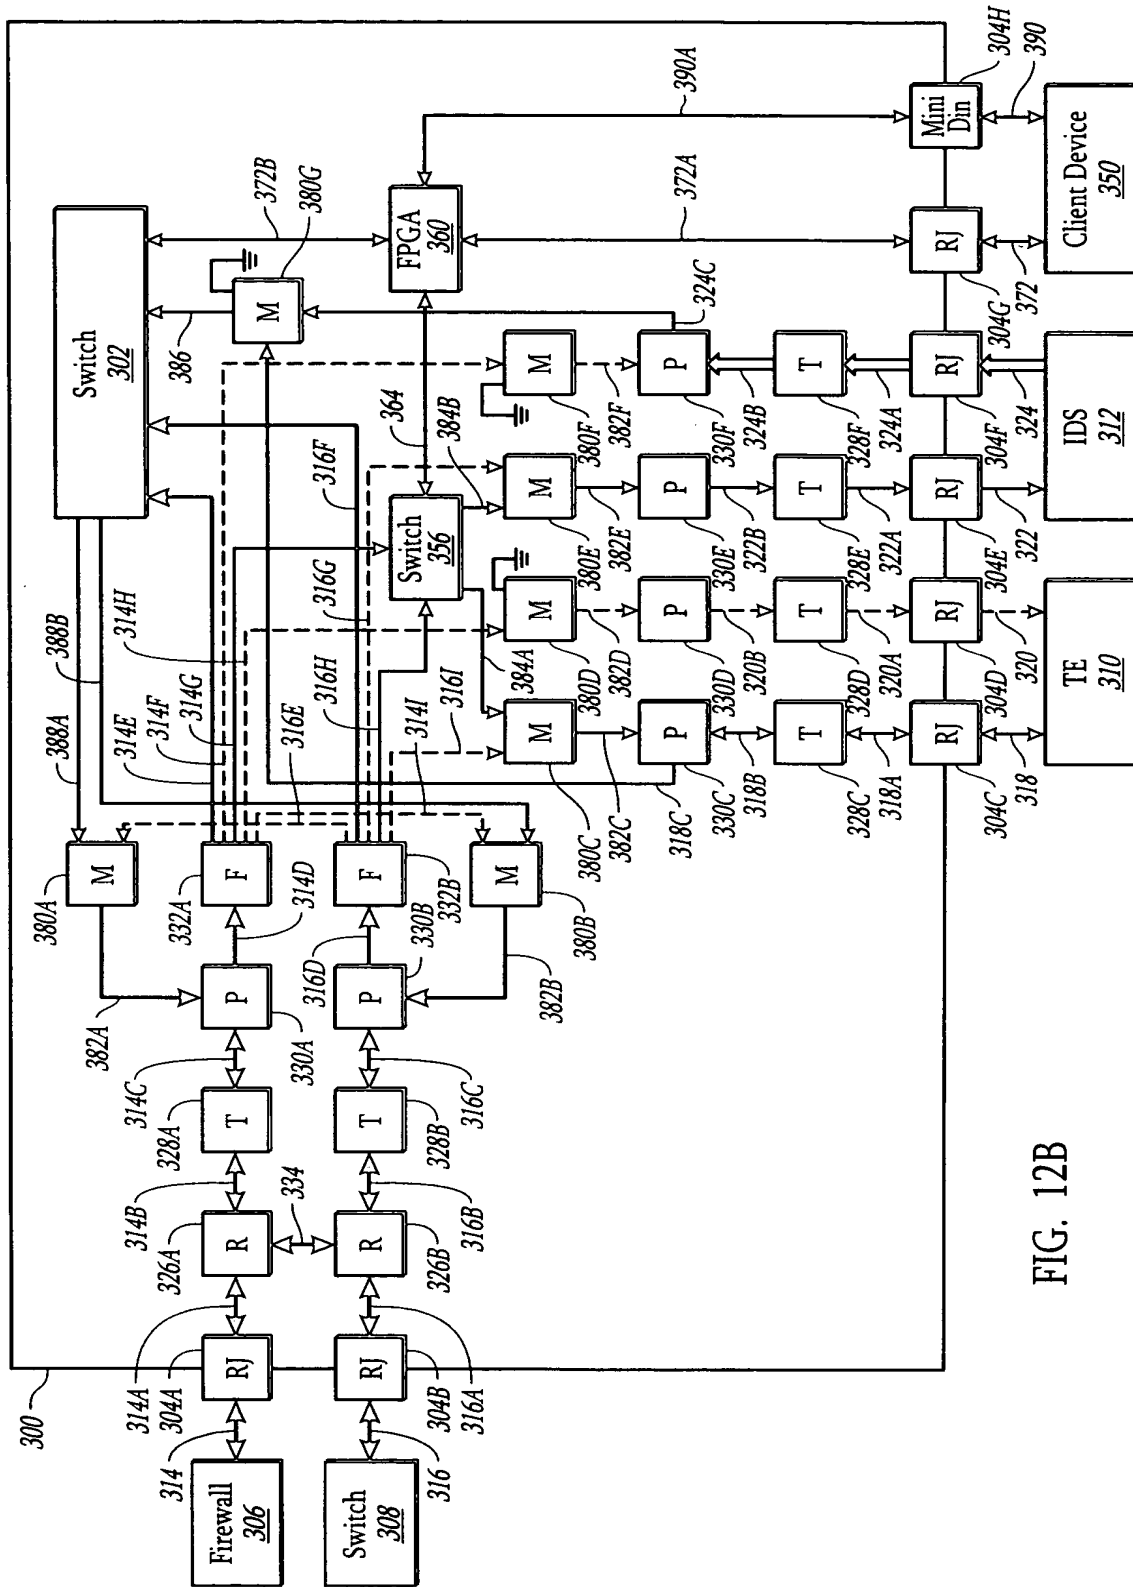 300
Firewall
306
314
314A
304A
RJ
314B
326A
R
314C
328A
T
382A
P
330A
380A
M
388A
388B
332A
F
314D
314E
314F
314G
314H
316E
Switch
302
Switch
308
316
316A
304B
RJ
334
R
326B
316B
T
328B
316C
P
330B
316D
F
332B
M
380B
382B
316F
316G
316H
314I
316I
386
M
380G
372B
FPGA
360
364
Switch
356
384A
384B
390A
372A
324C
318C
M
380C
382C
M
380D
382D
M
380E
382E
M
380F
382F
P
330C
318B
P
330D
320B
P
330E
322B
P
330F
324B
T
328C
318A
T
328D
320A
T
328E
322A
T
328F
324A
RJ
304C
318
RJ
304D
320
RJ
304E
322
RJ
304F
324
RJ
304G
372
Mini
Din
304H
390
TE
310
IDS
312
Client Device
350
FIG. 12B